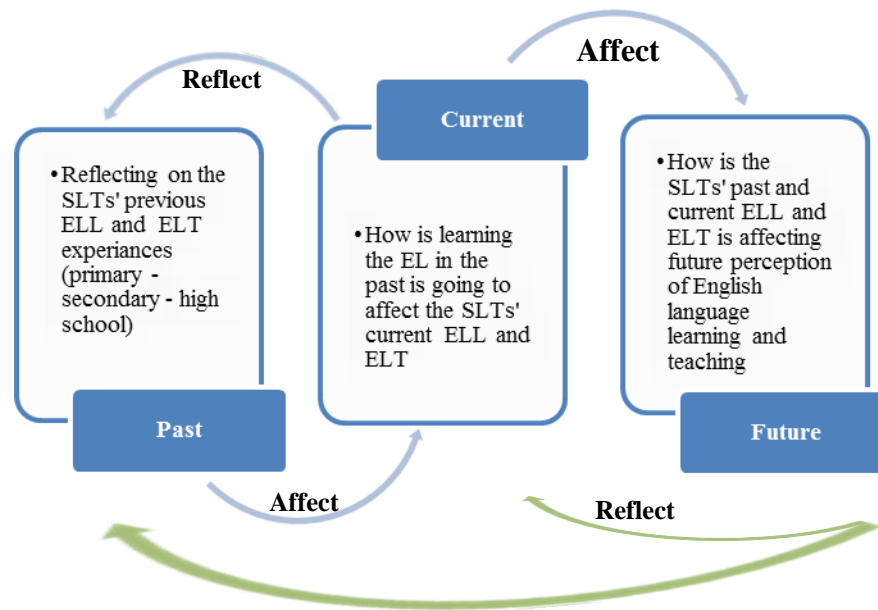 Reflect
Affect
Current
•Reflecting on the
SLTs' previous
ELL and ELT
experiances
(primary -
secondary - high
school)
Past
•How is learning
the EL in the
past is going to
affect the SLTs'
current ELL and
ELT
•How is the
SLTs' past and
current ELL and
ELT is affecting
future perception
of English
language
learning and
teaching
Future
Affect
Reflect